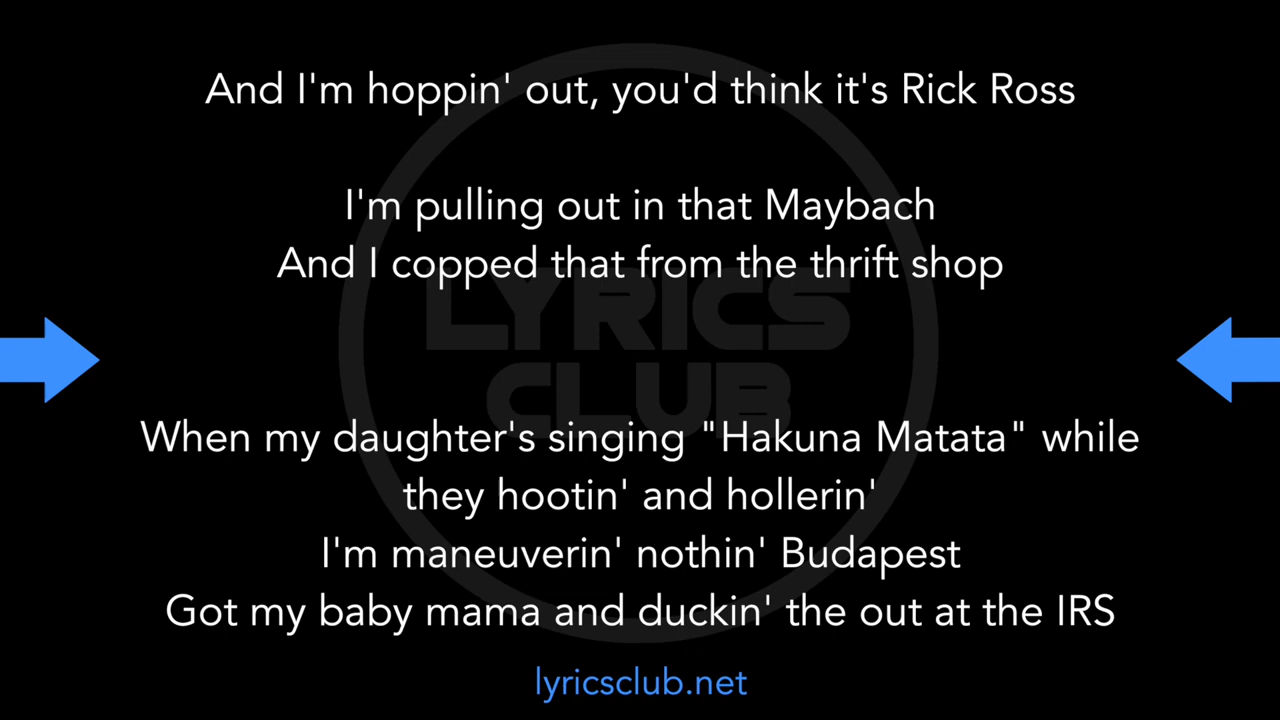 And I'm hoppin' out, you'd think it's Rick Ross
I'm pulling out in that Maybach
And I copped that from the thrift shop
LYRICS
CLUB
When my daughter's singing "Hakuna Matata" while
they hootin' and hollerin'
I'm maneuverin' nothin' Budapest
Got my baby mama and duckin' the out at the IRS
lyricsclub.net